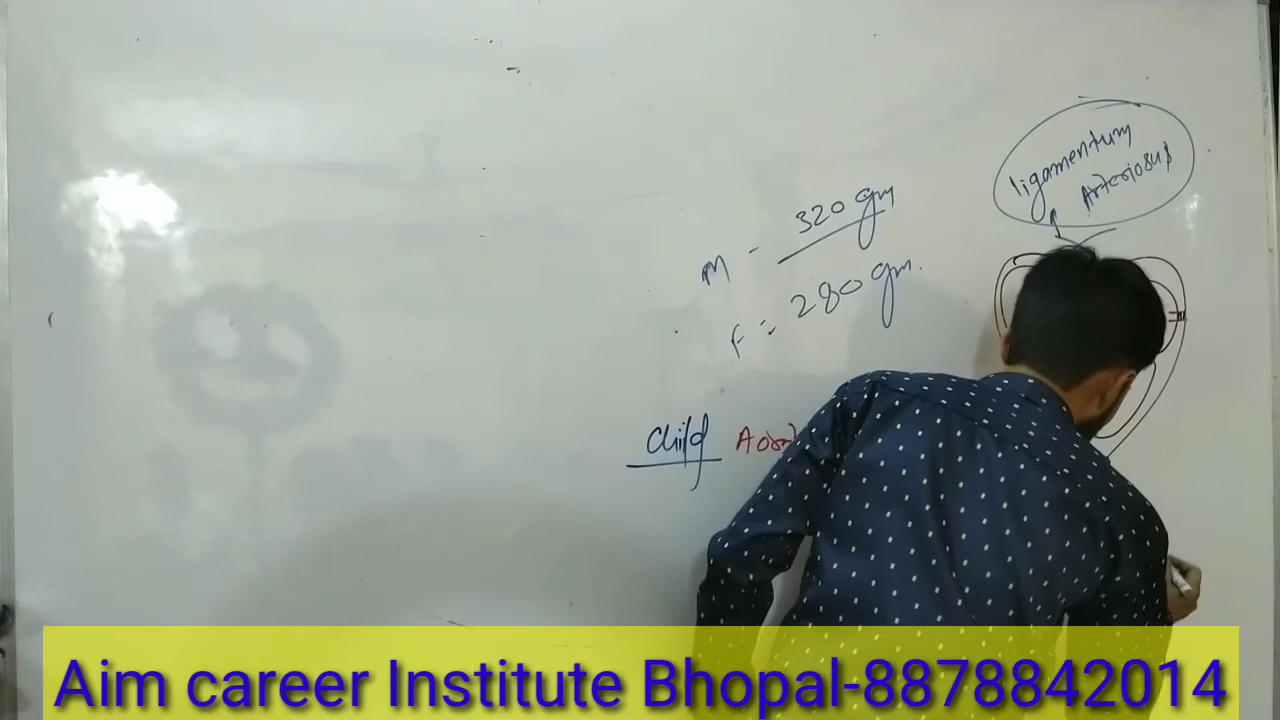 ligamentum
Arteriosus
M - 320 gm
F = 280 gm.
Child
Aim career Institute Bhopal-8878842014